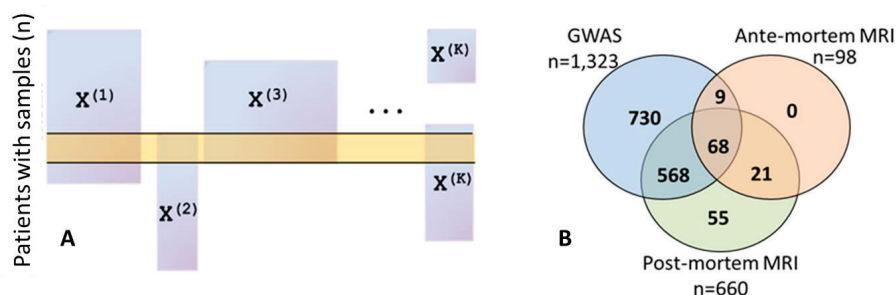 Patients with samples (n)
X(1)
X(2)
X(3)
...
X(K)
X(K)
A
GWAS
n=1,323
Ante-mortem MRI
n=98
730
9
0
68
568
21
55
Post-mortem MRI
n=660
B